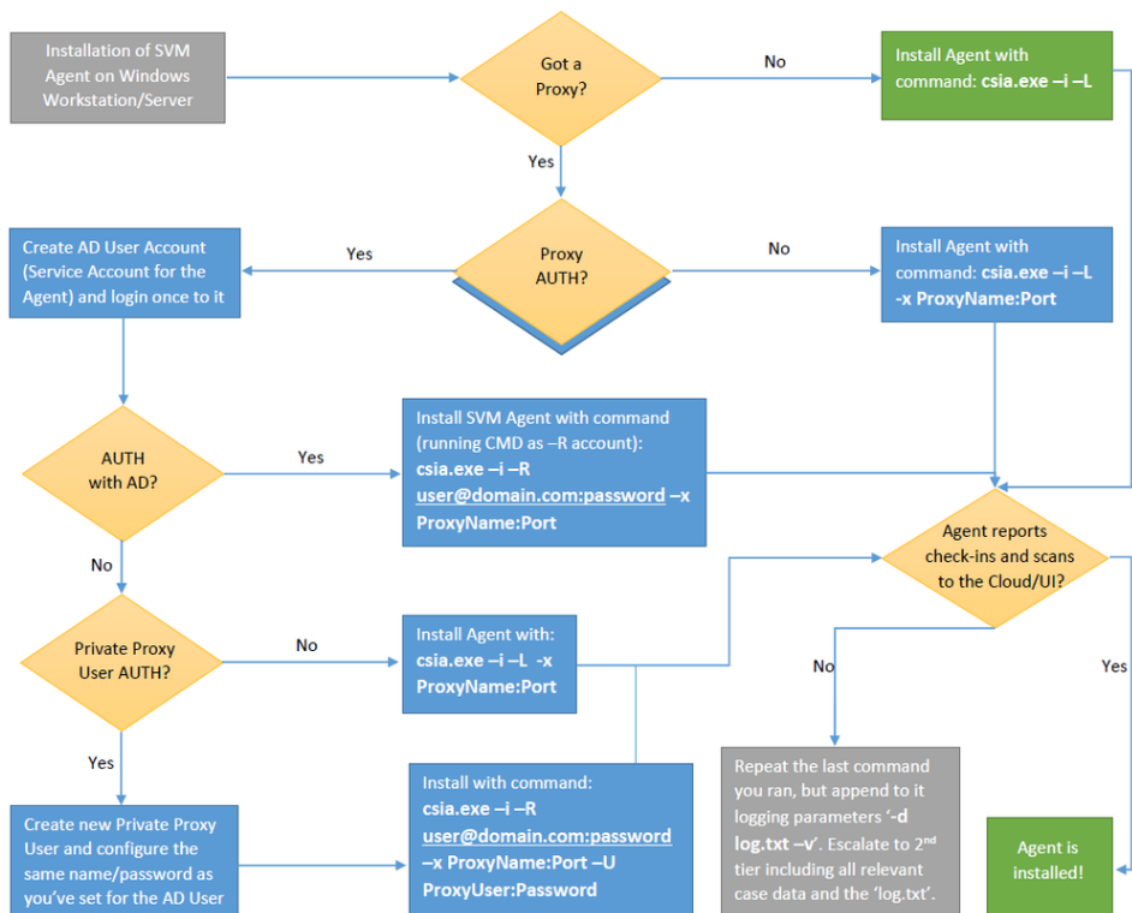 Installation of SVM
Agent on Windows
Workstation/Server
Got a
Proxy?
No
Install Agent with
command: csia.exe –i –L
Yes
Create AD User Account
(Service Account for the
Agent) and login once to it
Yes
Proxy
AUTH?
No
Install Agent with
command: csia.exe –i –L
-x ProxyName:Port
AUTH
with AD?
Yes
Install SVM Agent with command
(running CMD as –R account):
csia.exe –i –R
user@domain.com:password –x
ProxyName:Port
Agent reports
check-ins and scans
to the Cloud/UI?
No
Private Proxy
User AUTH?
No
Install Agent with:
csia.exe –i –L -x
ProxyName:Port
No
Yes
Yes
Create new Private Proxy
User and configure the
same name/password as
you've set for the AD User
Install with command:
csia.exe –i –R
user@domain.com:password
–x ProxyName:Port –U
ProxyUser:Password
Repeat the last command
you ran, but append to it
logging parameters '-d
log.txt –v'. Escalate to 2nd
tier including all relevant
case data and the 'log.txt'.
Agent is
installed!